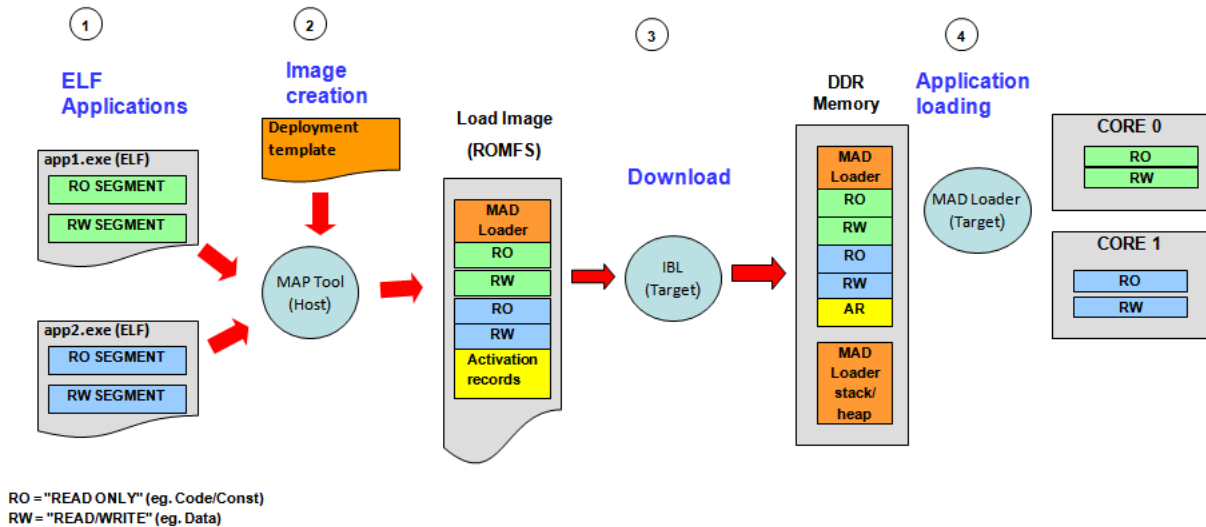 1
ELF
Applications
app1.exe (ELF)
RO SEGMENT
RW SEGMENT
app2.exe (ELF)
RO SEGMENT
RW SEGMENT
2
Image
creation
Deployment
template
MAP Tool
(Host)
Load Image
(ROMFS)
MAD
Loader
RO
RW
RO
RW
Activation
records
3
Download
IBL
(Target)
DDR
Memory
MAD
Loader
RO
RW
RO
RW
AR
MAD
Loader
stack/
heap
4
Application
loading
MAD Loader
(Target)
CORE 0
RO
RW
CORE 1
RO
RW
RO = "READ ONLY" (eg. Code/Const)
RW = "READ/WRITE" (eg. Data)